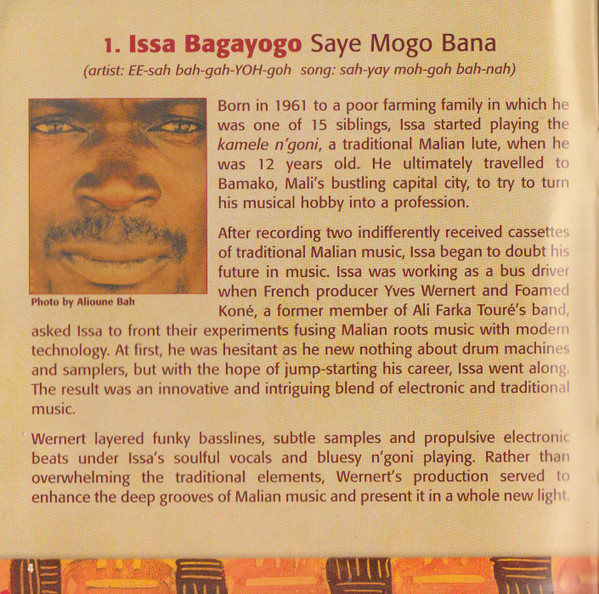 1. Issa Bagayogo Saye Mogo Bana
(artist: EE-sah bah-gah-YOH-goh song: sah-yay moh-goh bah-nah)
Born in 1961 to a poor farming family in which he
was one of 15 siblings, Issa started playing the
kamele n'goni, a traditional Malian lute, when he
was 12 years old. He ultimately travelled to
Bamako, Mali's bustling capital city, to try to turn
his musical hobby into a profession.
After recording two indifferently received cassettes
of traditional Malian music, Issa began to doubt his
future in music. Issa was working as a bus driver
when French producer Yves Wernert and Foamed
Koné, a former member of Ali Farka Touré's band,
asked Issa to front their experiments fusing Malian roots music with modern
technology. At first, he was hesitant as he new nothing about drum machines
and samplers, but with the hope of jump-starting his career, Issa went along.
The result was an innovative and intriguing blend of electronic and traditional
music.
Photo by Alioune Bah
Wernert layered funky basslines, subtle samples and propulsive electronic
beats under Issa's soulful vocals and bluesy n'goni playing. Rather than
overwhelming the traditional elements, Wernert's production served to
enhance the deep grooves of Malian music and present it in a whole new light.
4